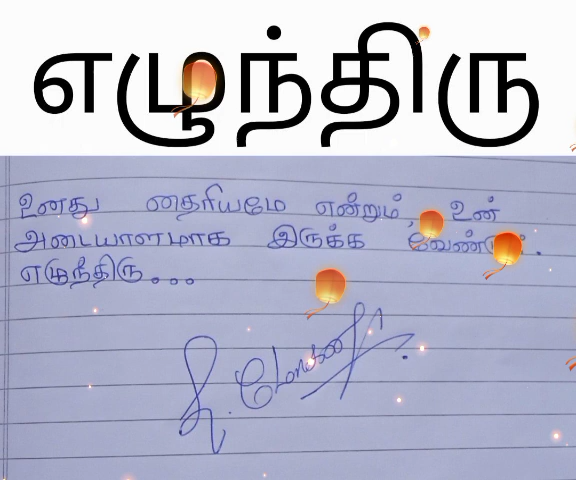 எழுந்திரு
உனது தைரியமே என்றும் உன்
அடையாளமாக இருக்க வேண்டும்.
எழுந்திரு...